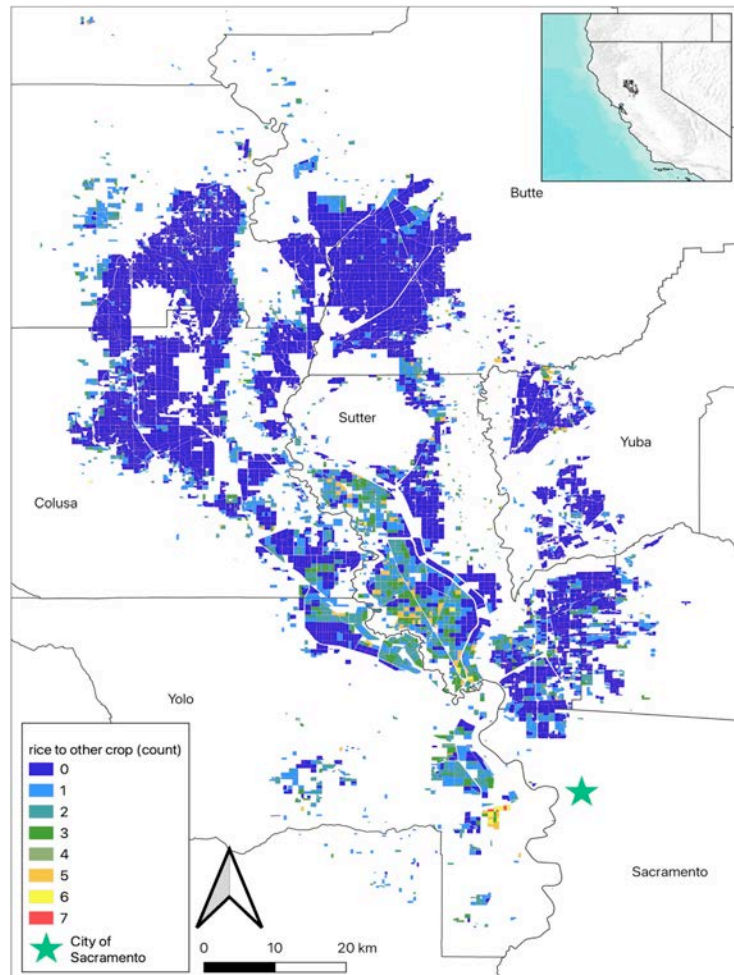 Butte
Sutter
Yuba
Colusa
Yolo
rice to other crop (count)
0
1
2
3
4
5
6
7
City of
Sacramento
Sacramento
0 10 20 km